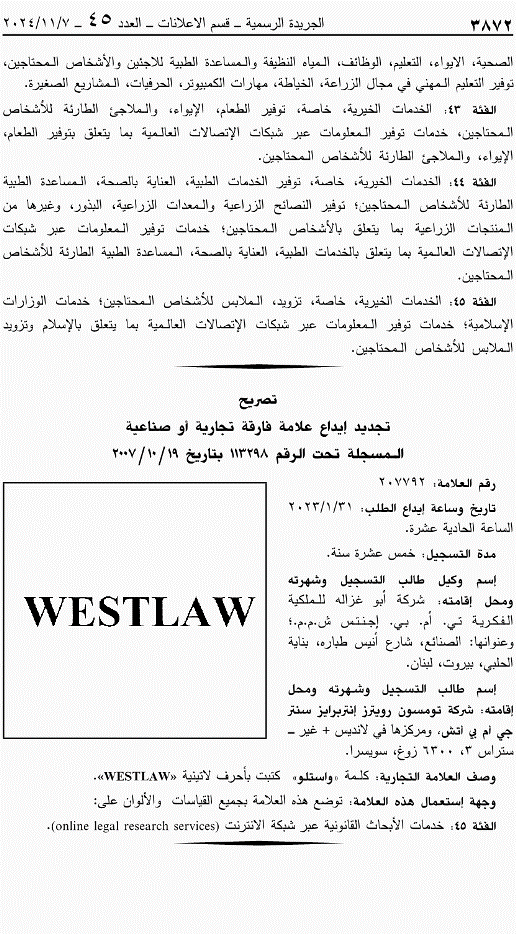 ٣٨٧٢ الجريدة الرسمية ـ قسم الاعلانات ـ العدد ٤٥ ـ ٢٠٢٤/١١/٧
الصحية، الايواء، التعليم، الوظائف، المياه النظيفة والمساعدة الطبية للاجئين والأشخاص المحتاجين،
توفير التعليم المهني في مجال الزراعة، الخياطة، مهارات الكمبيوتر، الحرفيات، المشاريع الصغيرة.
الفئة ٤٣: الخدمات الخيرية، خاصة، توفير الطعام، الإيواء، والملاجئ الطارئة للأشخاص
المحتاجين، خدمات توفير المعلومات عبر شبكات الإتصالات العالمية بما يتعلق بتوفير الطعام،
الإيواء، والملاجئ الطارئة للأشخاص المحتاجين.
الفئة ٤٤: الخدمات الخيرية، خاصة، توفير الخدمات الطبية، العناية بالصحة، المساعدة الطبية
الطارئة للأشخاص المحتاجين؛ توفير النصائح الزراعية والمعدات الزراعية، البذور، وغيرها من
المنتجات الزراعية بما يتعلق بالأشخاص المحتاجين؛ خدمات توفير المعلومات عبر شبكات
الإتصالات العالمية بما يتعلق بالخدمات الطبية، العناية بالصحة، المساعدة الطبية الطارئة للأشخاص
المحتاجين.
الفئة ٤٥: الخدمات الخيرية، خاصة، تزويد، الملابس للأشخاص المحتاجين؛ خدمات الوزارات
الإسلامية؛ خدمات توفير المعلومات عبر شبكات الإتصالات العالمية بما يتعلق بالإسلام وتزويد
الملابس للأشخاص المحتاجين.
تصريح
تجديد إيداع علامة فارقة تجارية أو صناعية
المسجلة تحت الرقم ١١٣٢٩٨ بتاريخ ٢٠٠٧/١٠/١٩
رقم العلامة: ٢٠٧٧٩٢
تاريخ وساعة إيداع الطلب: ٢٠٢٣/١/٣١
الساعة الحادية عشرة.
مدة التسجيل: خمس عشرة سنة.
إسم وكيل طالب التسجيل وشهرته
ومحل إقامته: شركة أبو غزاله للملكية
الفكرية تي. أم. بي. إجنتس ش.م.م.؛
وعنوانها: الصنائع، شارع أنيس طباره، بناية
الحلبي، بيروت، لبنان.
إسم طالب التسجيل وشهرته ومحل
إقامته: شركة تومسون رويترز إنتربرايز سنتر
جي ام بي اتش، ومركزها في لانديس + غير ـ
ستراس ٣، ٦٣٠٠ زوغ، سويسرا.
WESTLAW
وصف العلامة التجارية: كلمة «واستلو» كتبت بأحرف لاتينية «WESTLAW».
وجهة إستعمال هذه العلامة: توضع هذه العلامة بجميع القياسات والألوان على:
الفئة ٤٥: خدمات الأبحاث القانونية عبر شبكة الانترنت (online legal research services).